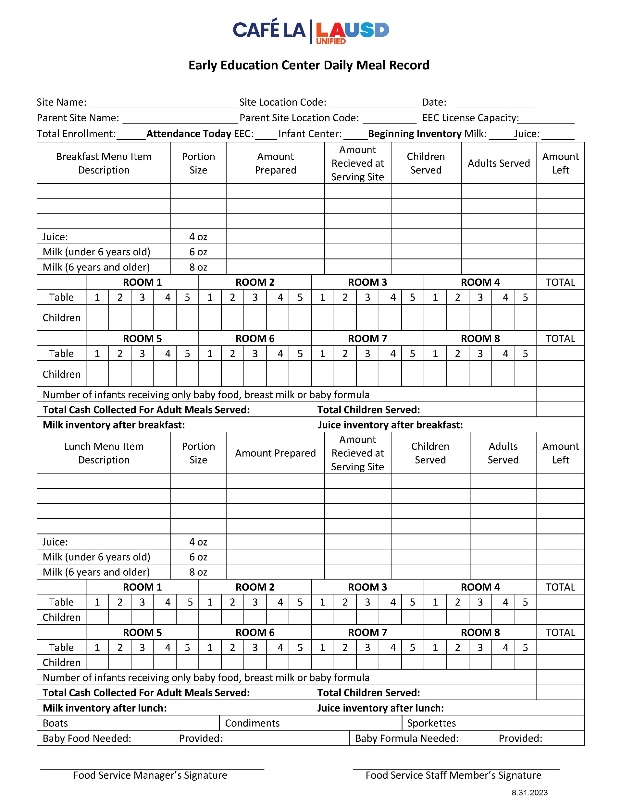 CAFÉ LA LAUSD
UNIFIED
Early Education Center Daily Meal Record
Site Name: Site Location Code: Date:
Parent Site Name: Parent Site Location Code: EEC License Capacity:
Total Enrollment: Attendance Today EEC: Infant Center: Beginning Inventory Milk: Juice:
Breakfast Menu Item Description Portion Size Amount Prepared Amount Recieved at Serving Site Children Served Adults Served Amount Left
Juice: 4 oz
Milk (under 6 years old) 6 oz
Milk (6 years and older) 8 oz
ROOM 1 ROOM 2 ROOM 3 ROOM 4 TOTAL
Table 1 2 3 4 5 1 2 3 4 5 1 2 3 4 5 1 2 3 4 5
Children
ROOM 5 ROOM 6 ROOM 7 ROOM 8 TOTAL
Table 1 2 3 4 5 1 2 3 4 5 1 2 3 4 5 1 2 3 4 5
Children
Number of infants receiving only baby food, breast milk or baby formula
Total Cash Collected For Adult Meals Served: Total Children Served:
Milk inventory after breakfast: Juice inventory after breakfast:
Lunch Menu Item Description Portion Size Amount Prepared Amount Recieved at Serving Site Children Served Adults Served Amount Left
Juice: 4 oz
Milk (under 6 years old) 6 oz
Milk (6 years and older) 8 oz
ROOM 1 ROOM 2 ROOM 3 ROOM 4 TOTAL
Table 1 2 3 4 5 1 2 3 4 5 1 2 3 4 5 1 2 3 4 5
Children
ROOM 5 ROOM 6 ROOM 7 ROOM 8 TOTAL
Table 1 2 3 4 5 1 2 3 4 5 1 2 3 4 5 1 2 3 4 5
Children
Number of infants receiving only baby food, breast milk or baby formula
Total Cash Collected For Adult Meals Served: Total Children Served:
Milk inventory after lunch: Juice inventory after lunch:
Boats Condiments Sporkettes
Baby Food Needed: Provided: Baby Formula Needed: Provided:
Food Service Manager's Signature Food Service Staff Member's Signature
8.31.2023